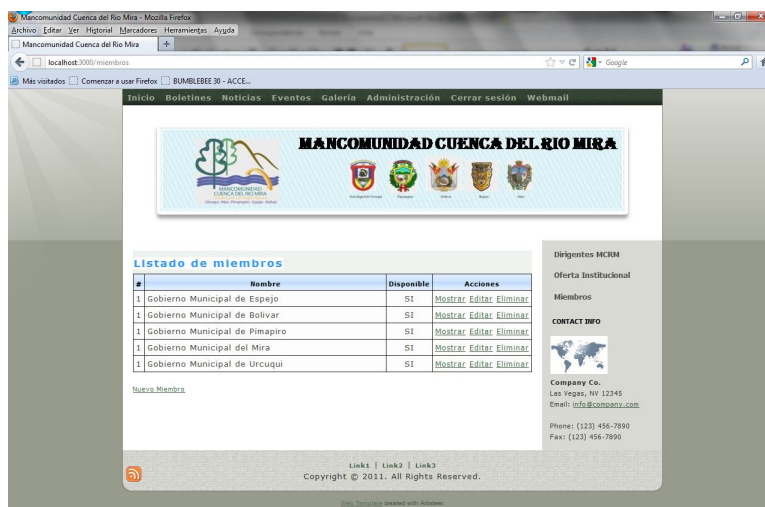 Mancomunidad Cuenca del Rio Mira - Mozilla Firefox
Archivo Editar Ver Historial Marcadores Herramientas Ayuda
Mancomunidad Cuenca del Rio Mira
localhost:3000/miembros
Google
Más visitados Comenzar a usar Firefox BUMBLEBEE 30 - ACCE...
Inicio Boletines Noticias Eventos Galería Administración Cerrar sesión Webmail
MANCOMUNIDAD CUENCA DEL RIO MIRA
MANCOMUNIDAD
CUENCA DEL RIO MIRA
Listado de miembros
# Nombre Disponible Acciones
1 Gobierno Municipal de Espejo SI Mostrar Editar Eliminar
1 Gobierno Municipal de Bolivar SI Mostrar Editar Eliminar
1 Gobierno Municipal de Pimapiro SI Mostrar Editar Eliminar
1 Gobierno Municipal del Mira SI Mostrar Editar Eliminar
1 Gobierno Municipal de Urcuqui SI Mostrar Editar Eliminar
Nuevo Miembro
Dirigentes MCRM
Oferta Institucional
Miembros
CONTACT INFO
Company Co.
Las Vegas, NV 12345
Email: info@company.com
Phone: (123) 456-7890
Fax: (123) 456-7890
Link1 | Link2 | Link3
Copyright © 2011. All Rights Reserved.
Web Template created with Artisteer.